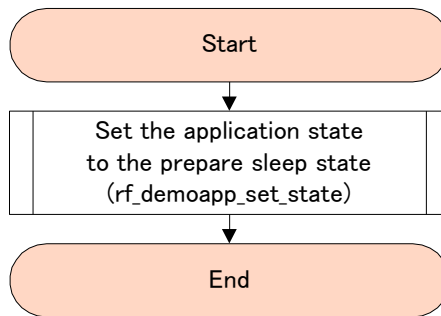 Start
Set the application state
to the prepare sleep state
(rf_demoapp_set_state)
End